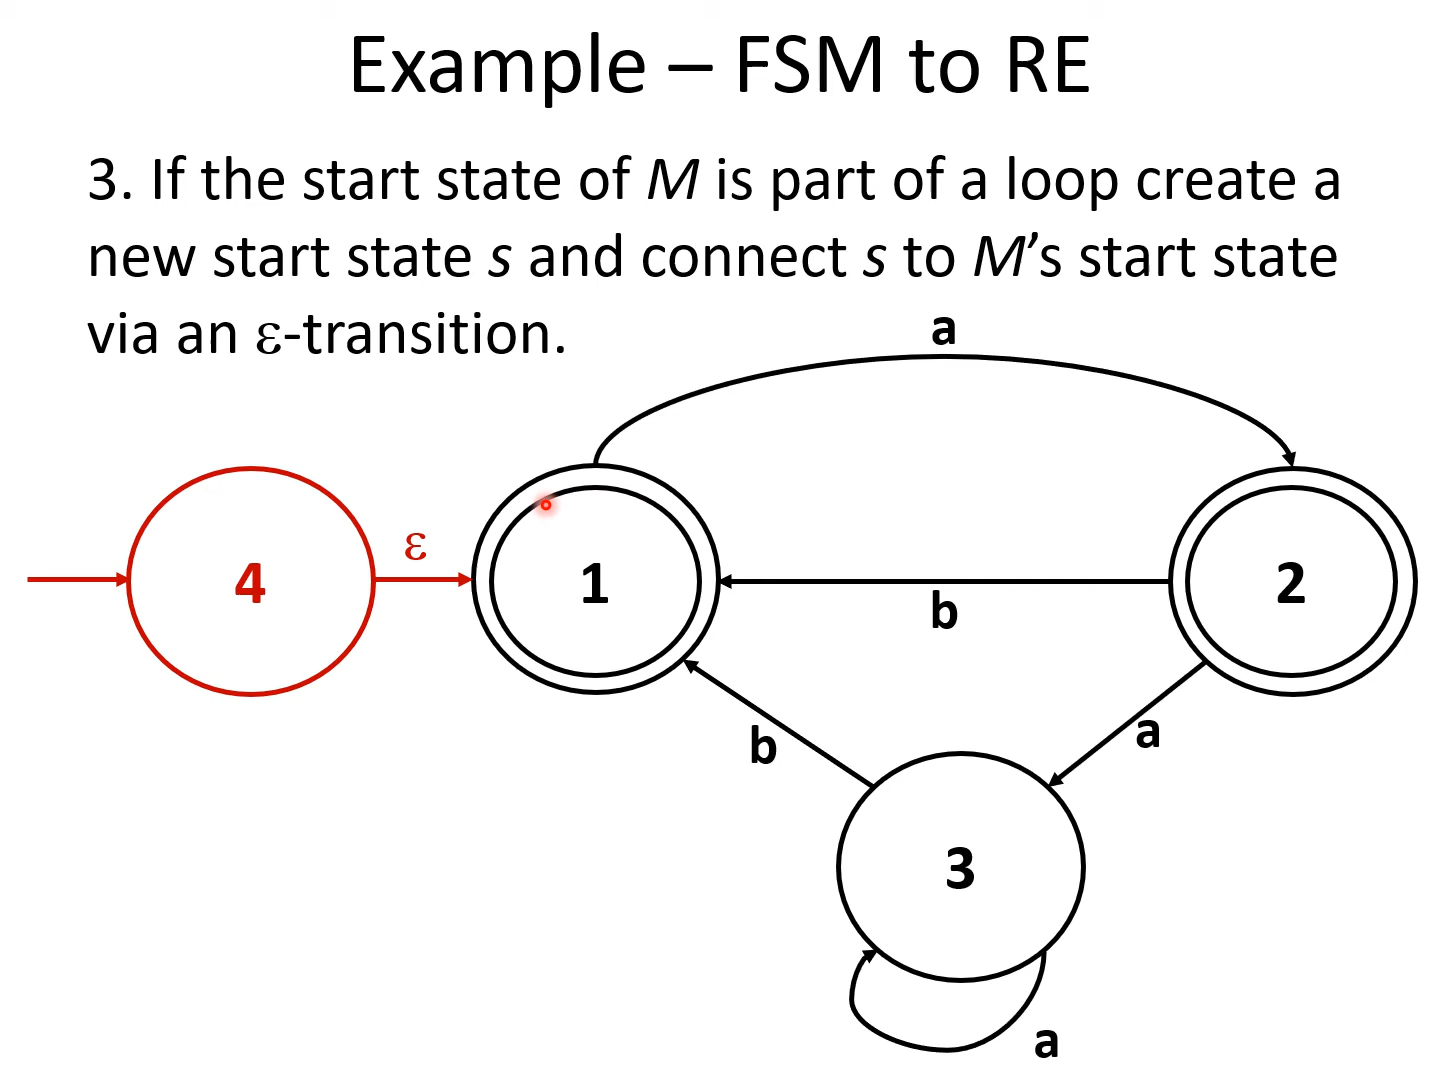 Example – FSM to RE
3. If the start state of M is part of a loop create a
new start state s and connect s to M’s start state
via an ε-transition.
a
ε
4
1
2
b
b
a
3
a